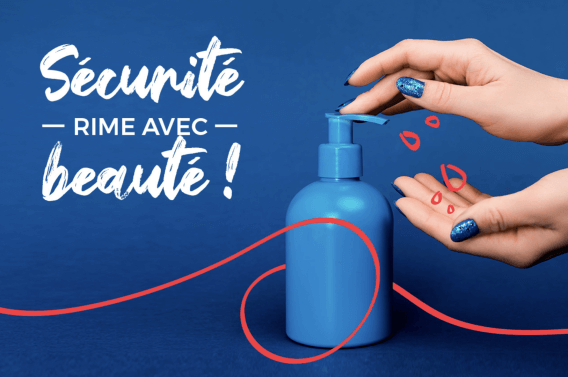 Sécurité
— RIME AVEC —
beauté !